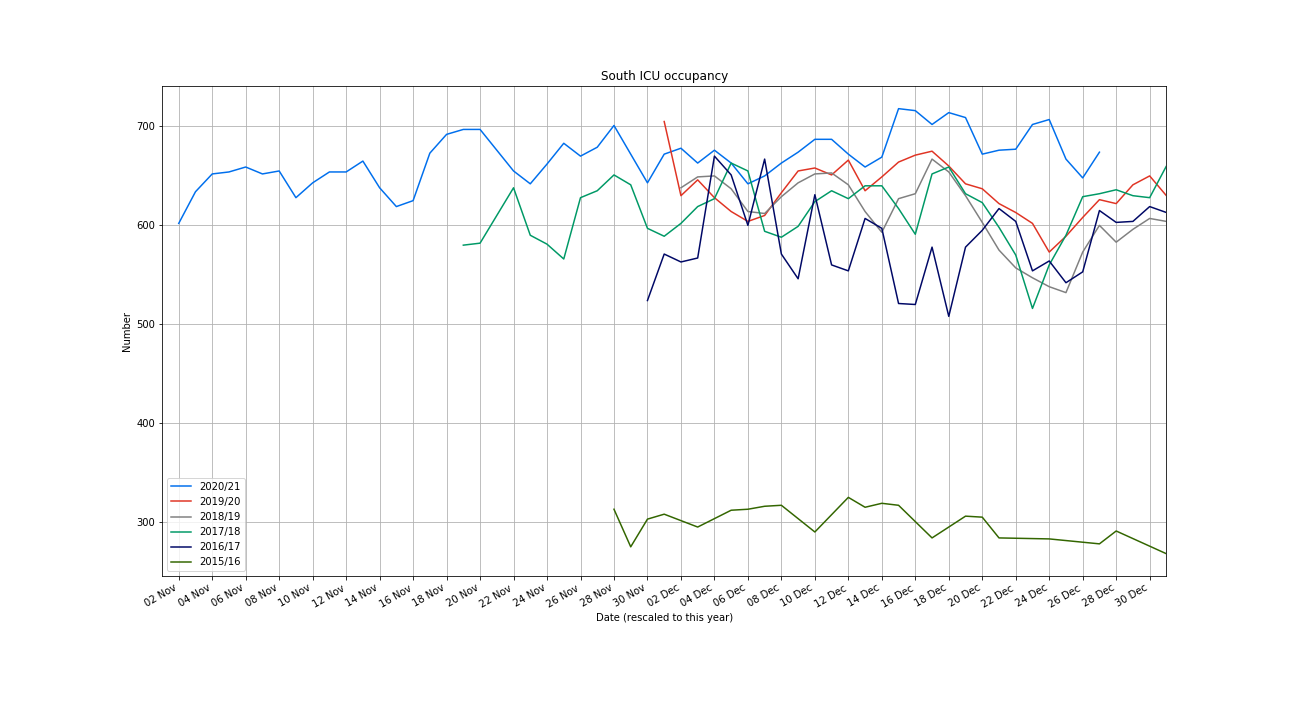 South ICU occupancy
700
600
500
400
300
Number
2020/21
2019/20
2018/19
2017/18
2016/17
2015/16
02 Nov
04 Nov
06 Nov
08 Nov
10 Nov
12 Nov
14 Nov
16 Nov
18 Nov
20 Nov
22 Nov
24 Nov
26 Nov
28 Nov
30 Nov
02 Dec
04 Dec
06 Dec
08 Dec
10 Dec
12 Dec
14 Dec
16 Dec
18 Dec
20 Dec
22 Dec
24 Dec
26 Dec
28 Dec
30 Dec
Date (rescaled to this year)